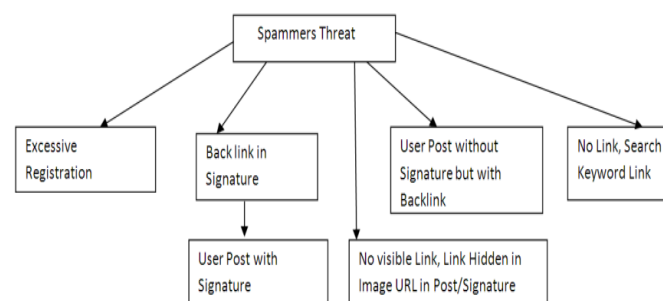 Spammers Threat
Excessive
Registration
Back link in
Signature
User Post without
Signature but with
Backlink
No Link, Search
Keyword Link
User Post with
Signature
No visible Link, Link Hidden in
Image URL in Post/Signature